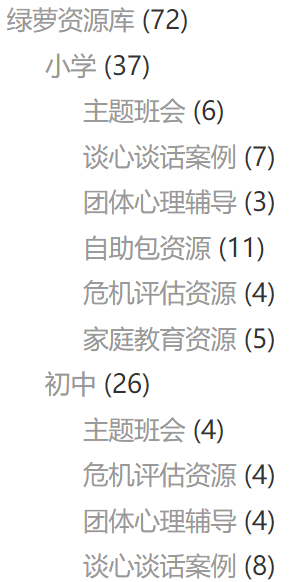 绿萝资源库 (72)
小学 (37)
主题班会 (6)
谈心谈话案例 (7)
团体心理辅导 (3)
自助包资源 (11)
危机评估资源 (4)
家庭教育资源 (5)
初中 (26)
主题班会 (4)
危机评估资源 (4)
团体心理辅导 (4)
谈心谈话案例 (8)